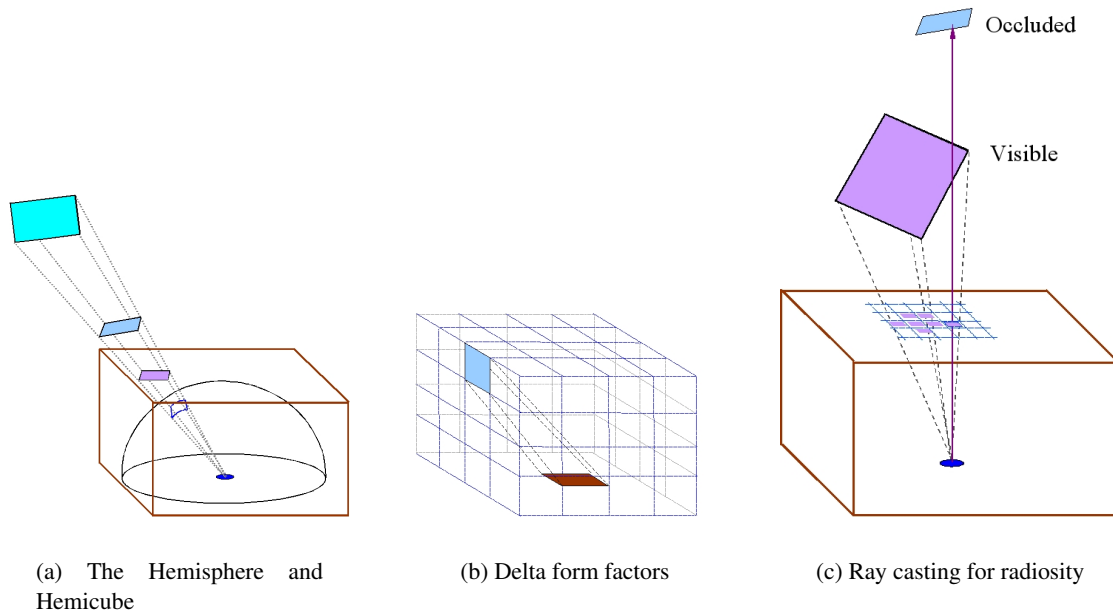 Occluded
Visible
(a) The Hemisphere and
Hemicube
(b) Delta form factors
(c) Ray casting for radiosity